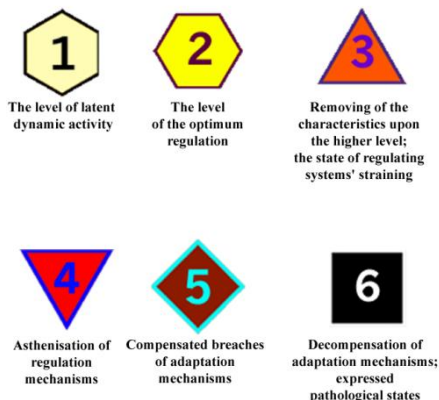 1
The level of latent
dynamic activity
2
The level
of the optimum
regulation
3
Removing of the
characteristics upon
the higher level;
the state of regulating
systems' straining
4
Asthenisation of
regulation
mechanisms
5
Compensated breaches
of adaptation
mechanisms
6
Decompensation of
adaptation mechanisms;
expressed
pathological states